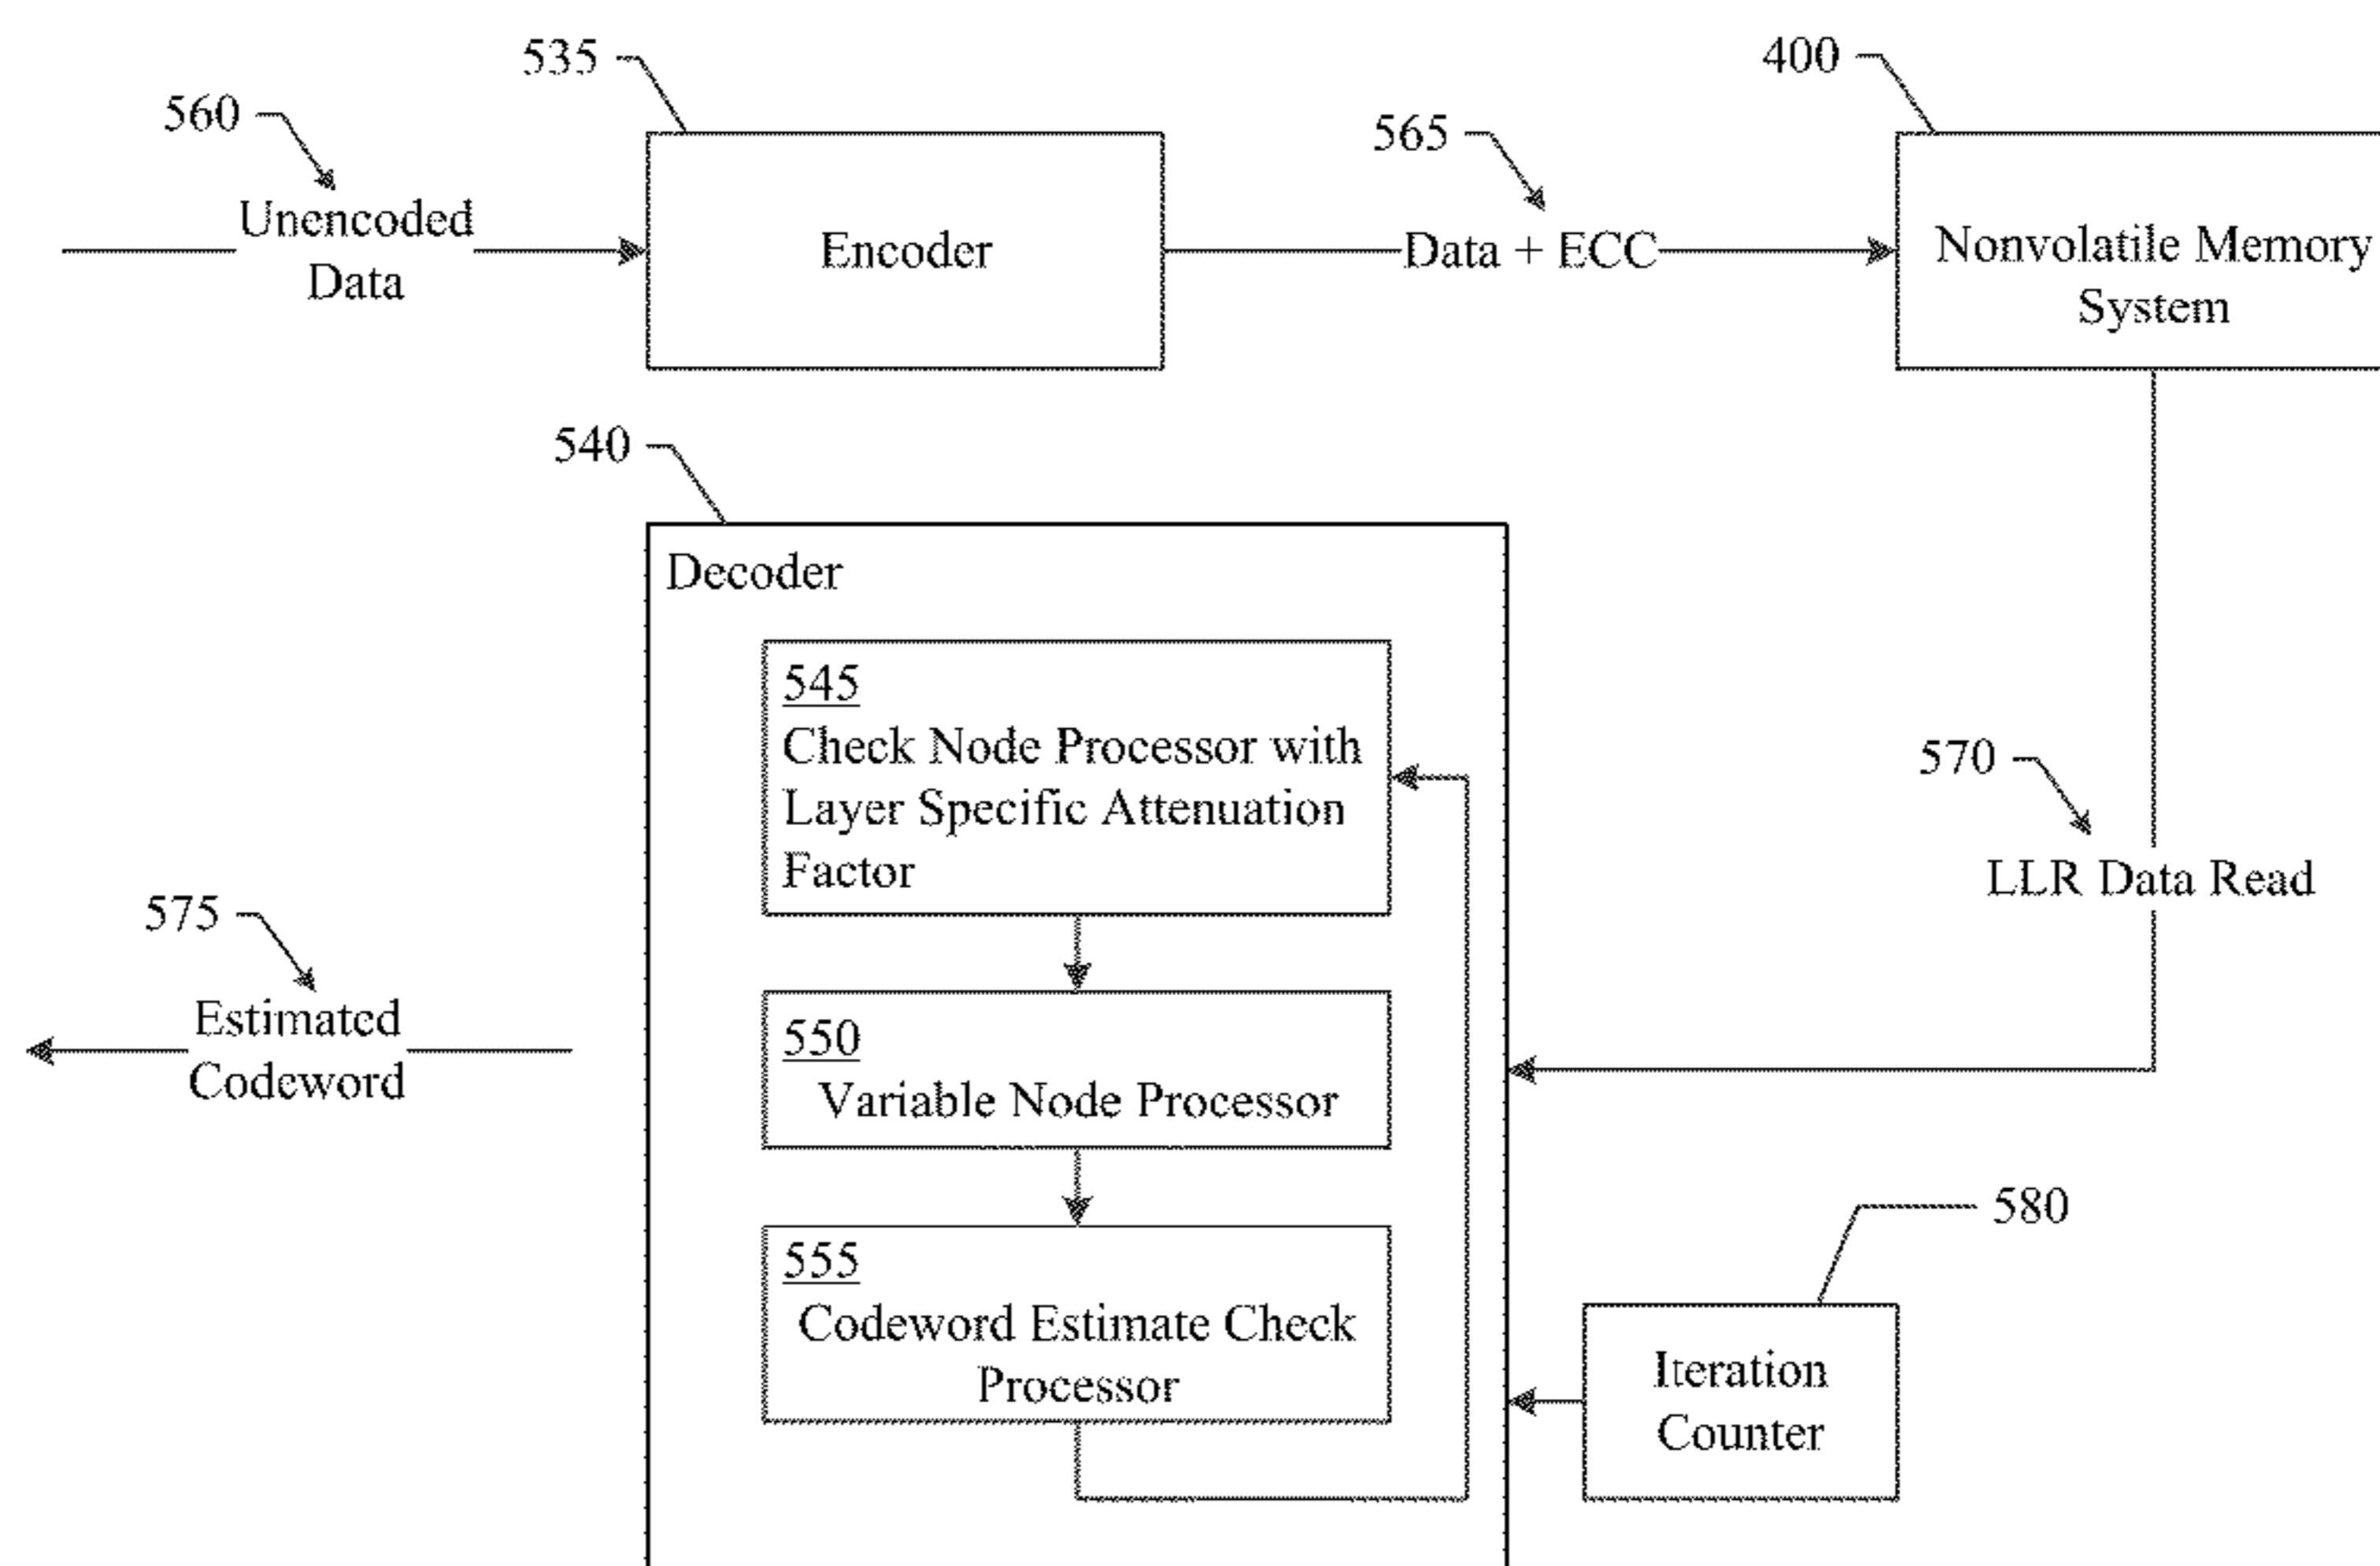 535
400
560
565
Unencoded
Data
Encoder
Data + ECC
Nonvolatile Memory
System
540
Decoder
545
Check Node Processor with
Layer Specific Attenuation
Factor
570
LLR Data Read
575
Estimated
Codeword
550
Variable Node Processor
580
555
Codeword Estimate Check
Processor
Iteration
Counter